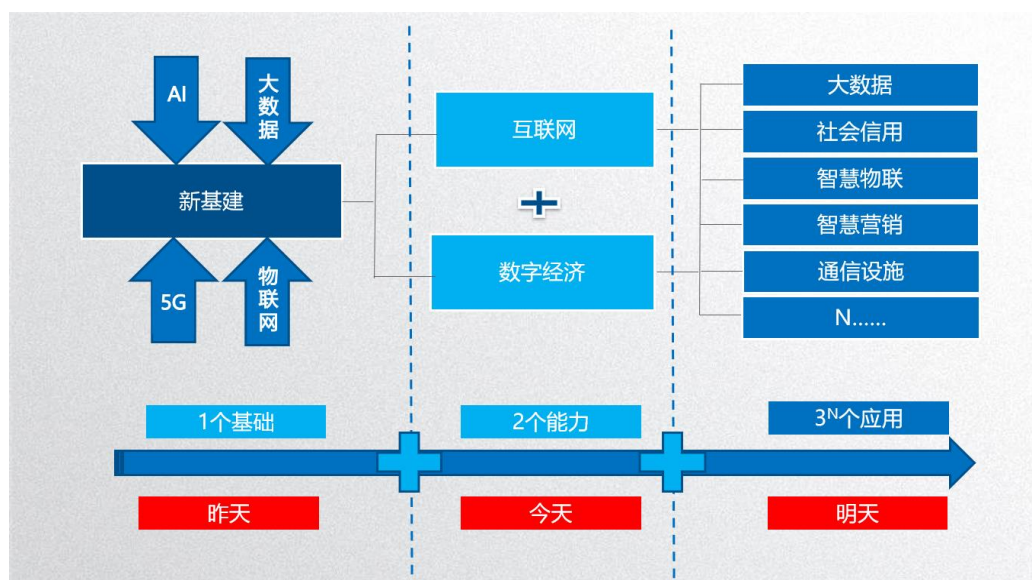 AI
大数据
新基建
5G
物联网
互联网
+
数字经济
大数据
社会信用
智慧物联
智慧营销
通信设施
N......
1个基础
2个能力
3ᴺ个应用
昨天
今天
明天